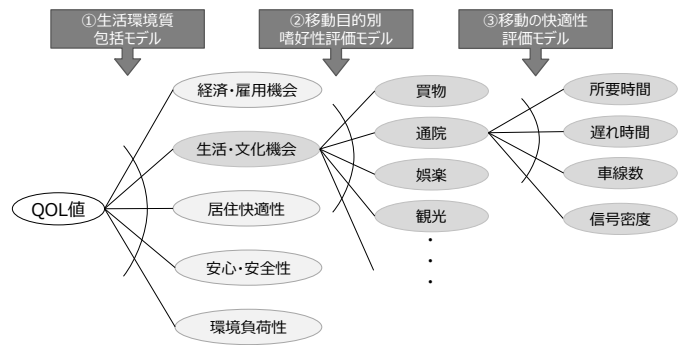 ①生活環境質
包括モデル
②移動目的別
嗜好性評価モデル
③移動の快適性
評価モデル
QOL値
経済・雇用機会
生活・文化機会
居住快適性
安心・安全性
環境負荷性
買物
通院
娯楽
観光
・
・
・
所要時間
遅れ時間
車線数
信号密度